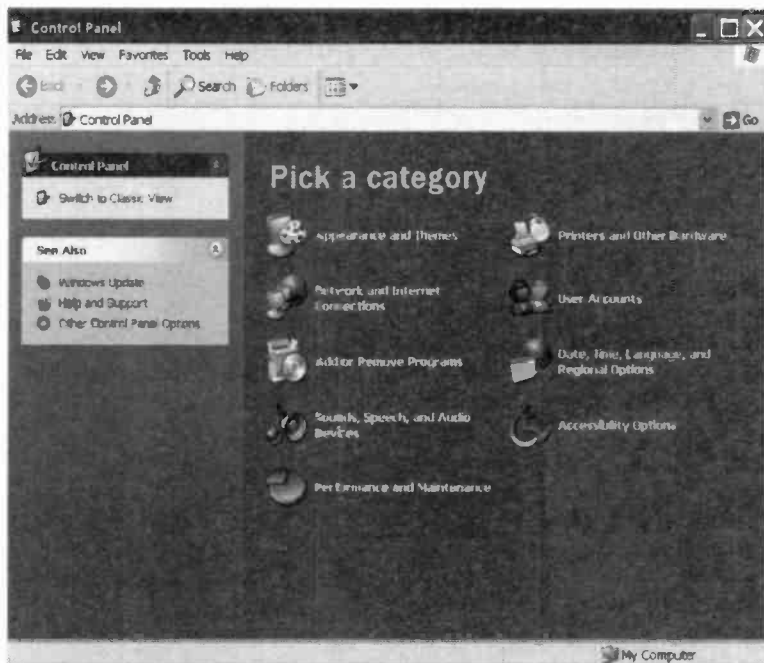 Control Panel
File Edit View Favorites Tools Help
Back Search Folders
Address Control Panel Go
Control Panel
Switch to Classic View
See Also
Windows Update
Help and Support
Other Control Panel Options
Pick a category
Appearance and Themes
Printers and Other Hardware
Network and Internet
Connections
User Accounts
Add or Remove Programs
Date, Time, Language, and
Regional Options
Sounds, Speech, and Audio
Devices
Accessibility Options
Performance and Maintenance
My Computer